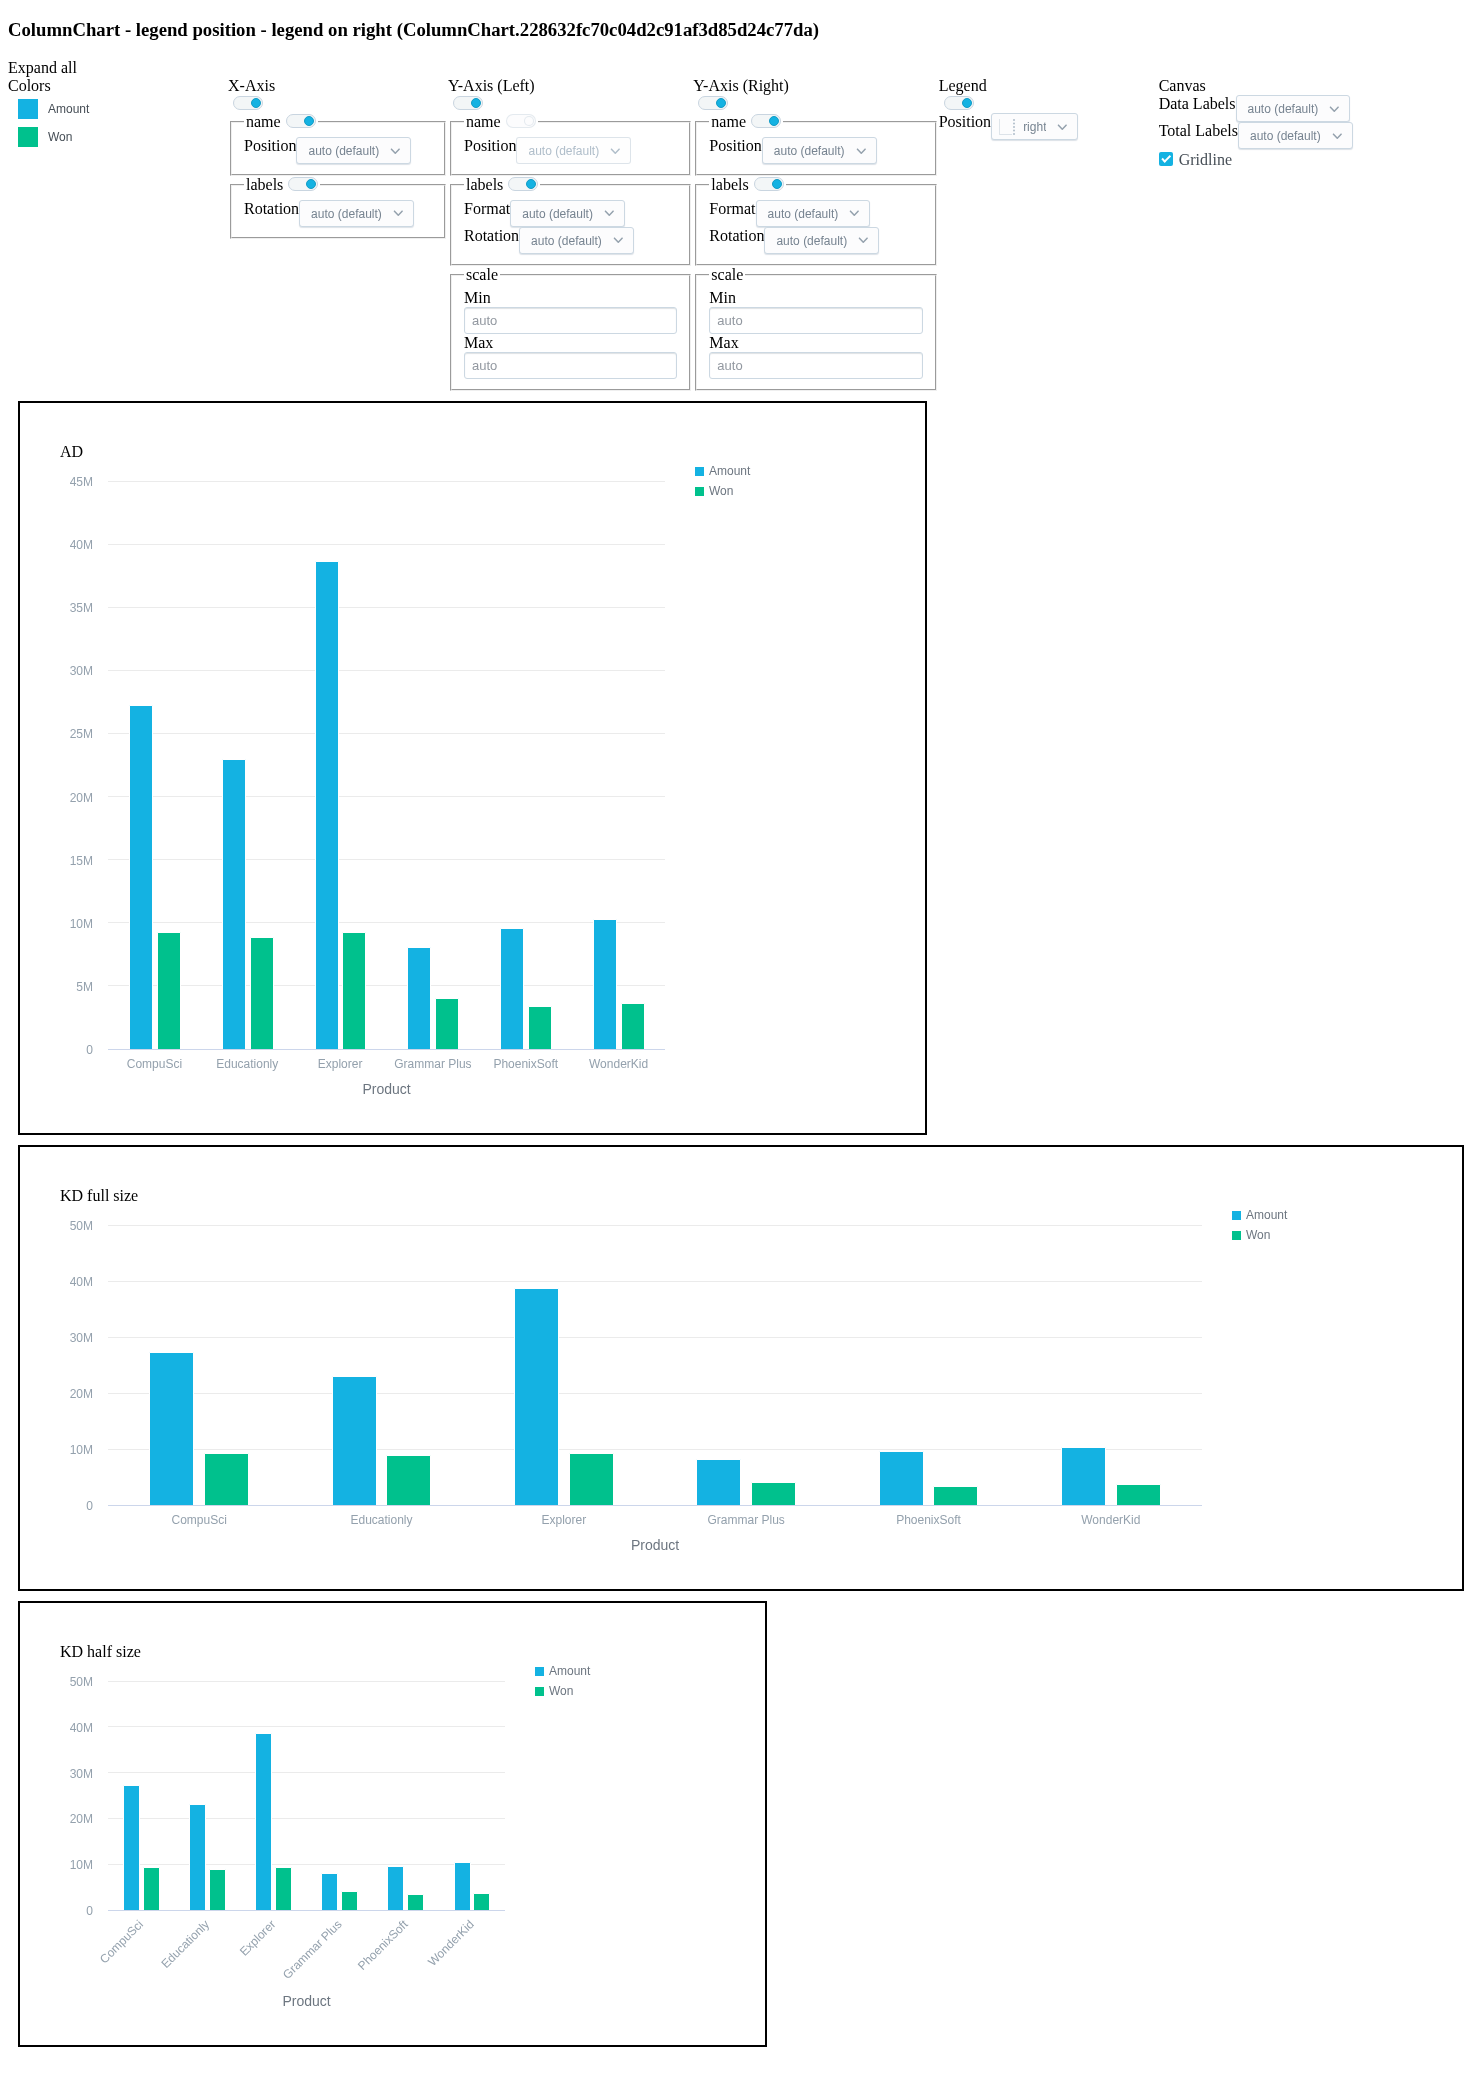 ColumnChart - legend position - legend on right (ColumnChart.228632fc70c04d2c91af3d85d24c77da)
Expand all
Colors
Amount
Won
X-Axis
name
Position auto (default)
labels
Rotation auto (default)
Y-Axis (Left)
name
Position auto (default)
labels
Format auto (default)
Rotation auto (default)
scale
Min
auto
Max
auto
Y-Axis (Right)
name
Position auto (default)
labels
Format auto (default)
Rotation auto (default)
scale
Min
auto
Max
auto
Legend
Position right
Canvas
Data Labels auto (default)
Total Labels auto (default)
Gridline
AD
Amount
Won
45M
40M
35M
30M
25M
20M
15M
10M
5M
0
CompuSci Educationly Explorer Grammar Plus PhoenixSoft WonderKid
Product
KD full size
Amount
Won
50M
40M
30M
20M
10M
0
CompuSci Educationly Explorer Grammar Plus PhoenixSoft WonderKid
Product
KD half size
Amount
Won
50M
40M
30M
20M
10M
0
CompuSci Educationly Explorer Grammar Plus PhoenixSoft WonderKid
Product